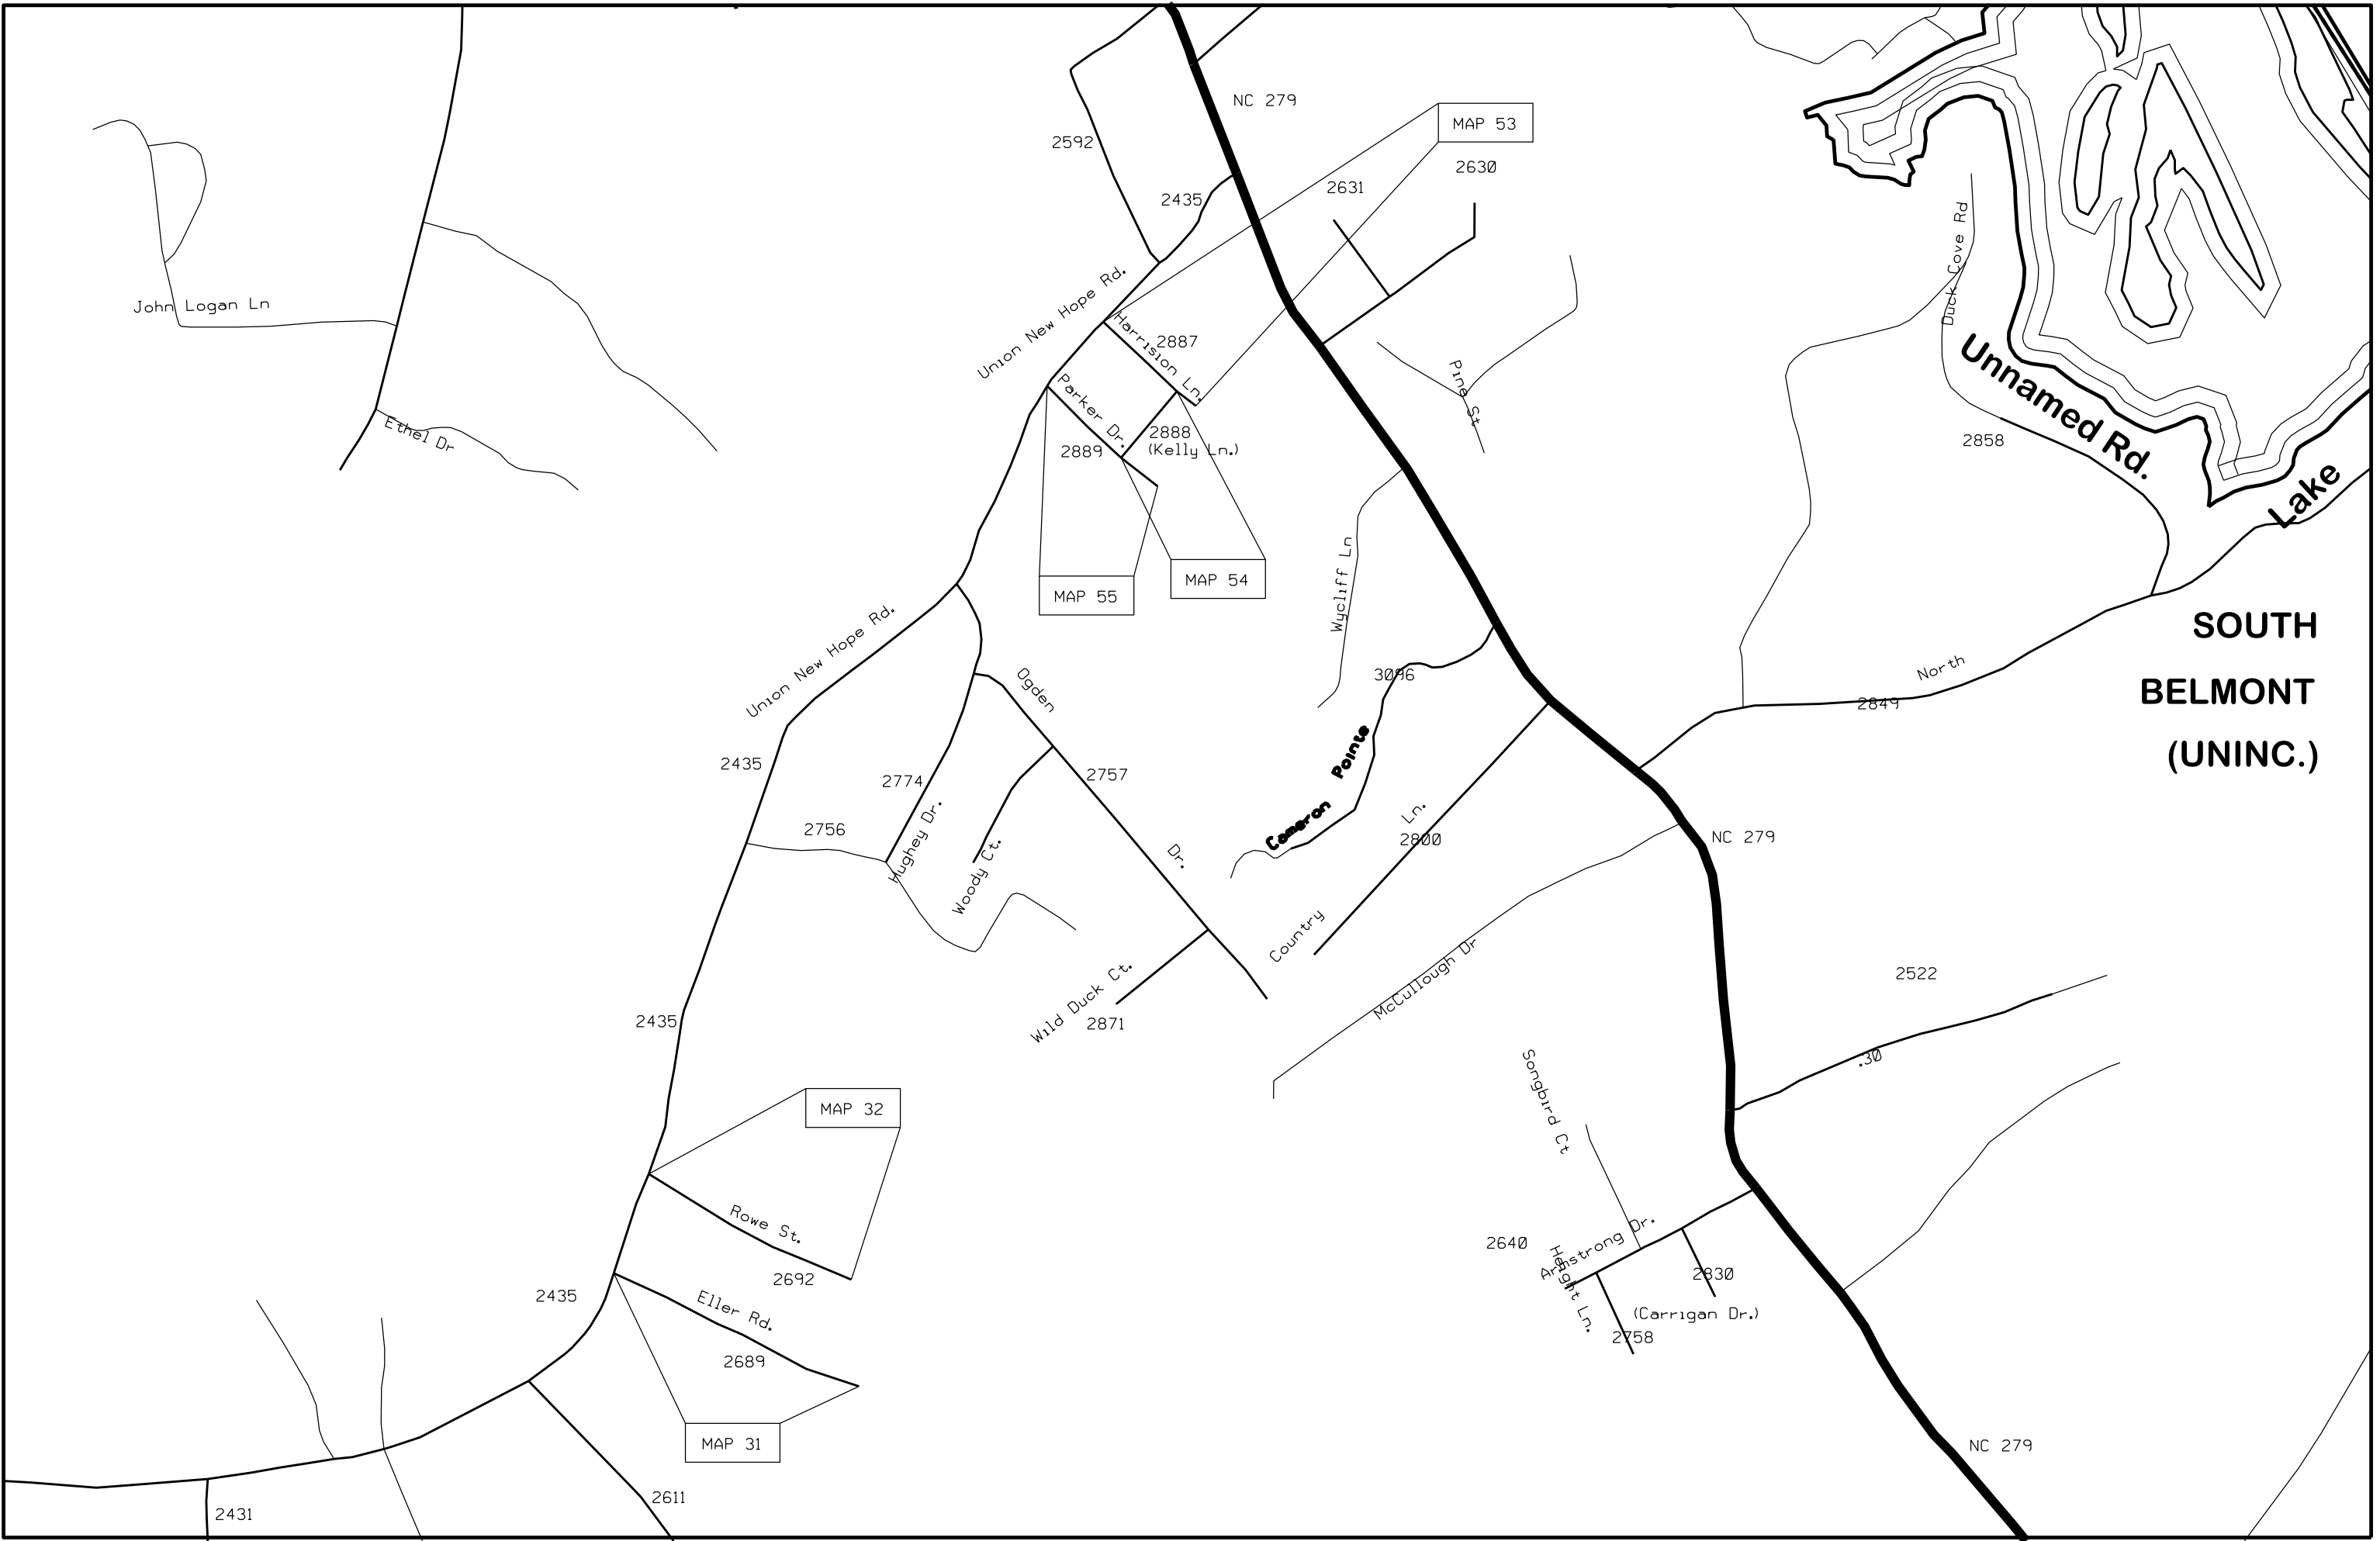 NC 279
MAP 53
2592
2630
2631
2435
Duck Cove Rd
Union New Hope Rd.
John Logan Ln
Harrision Ln.
2887
Unnamed Rd.
Pine St
Parker Dr.
Ethel Dr
2888
(Kelly Ln.)
2889
2858
Lake
Wycliff Ln
MAP 54
MAP 55
Union New Hope Rd.
SOUTH
BELMONT
(UNINC.)
North
3096
Ogden
2849
2435
2757
2774
Cameron Pointe
2756
Hughey Dr.
Ln.
2800
NC 279
Dr.
Woody Ct.
Country
McCullough Dr
2522
Wild Duck Ct.
2871
2435
.30
Songbird Ct
MAP 32
Rowe St.
2640
Armstrong Dr.
Height Ln.
2692
2830
2435
Eller Rd.
(Carrigan Dr.)
2758
2689
MAP 31
NC 279
2611
2431